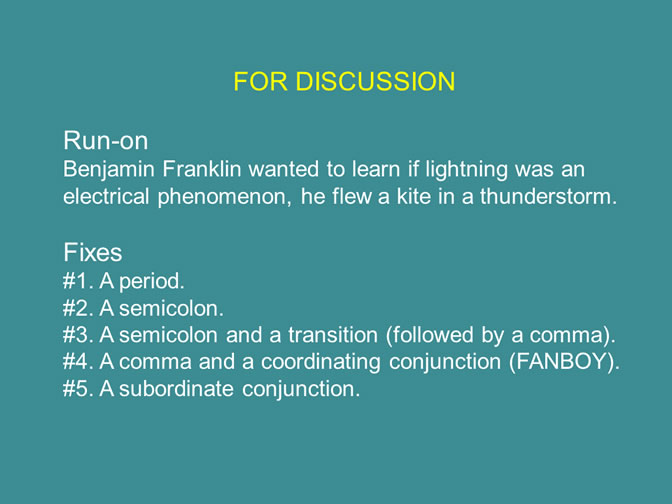 FOR DISCUSSION
Run-on
Benjamin Franklin wanted to learn if lightning was an
electrical phenomenon, he flew a kite in a thunderstorm.
Fixes
#1. A period.
#2. A semicolon.
#3. A semicolon and a transition (followed by a comma).
#4. A comma and a coordinating conjunction (FANBOY).
#5. A subordinate conjunction.